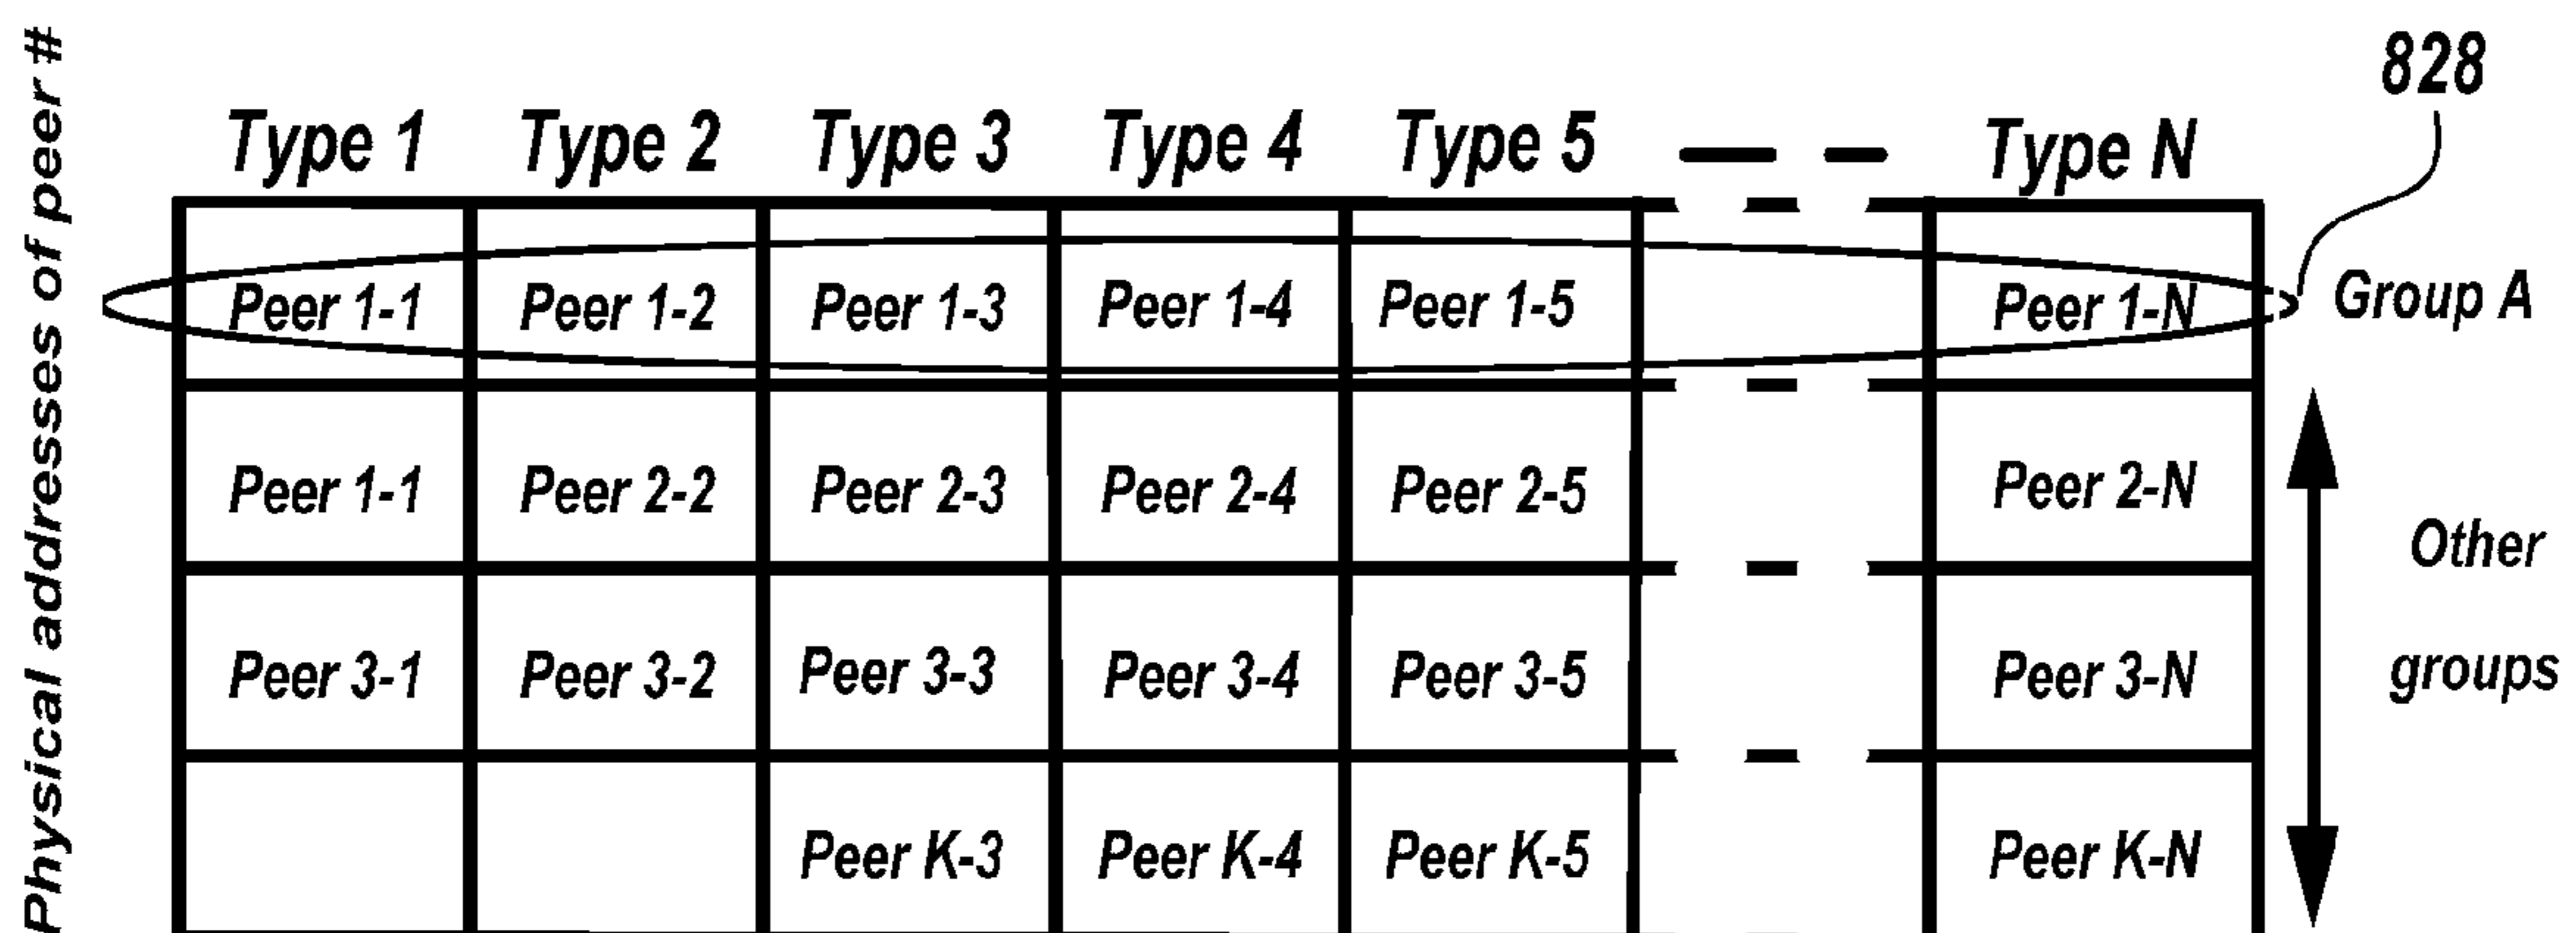 Physical addresses of peer #
828
Type 1 Type 2 Type 3 Type 4 Type 5 Type N
Peer 1-1 Peer 1-2 Peer 1-3 Peer 1-4 Peer 1-5 Peer 1-N Group A
Peer 1-1 Peer 2-2 Peer 2-3 Peer 2-4 Peer 2-5 Peer 2-N
Other
Peer 3-1 Peer 3-2 Peer 3-3 Peer 3-4 Peer 3-5 Peer 3-N groups
Peer K-3 Peer K-4 Peer K-5 Peer K-N